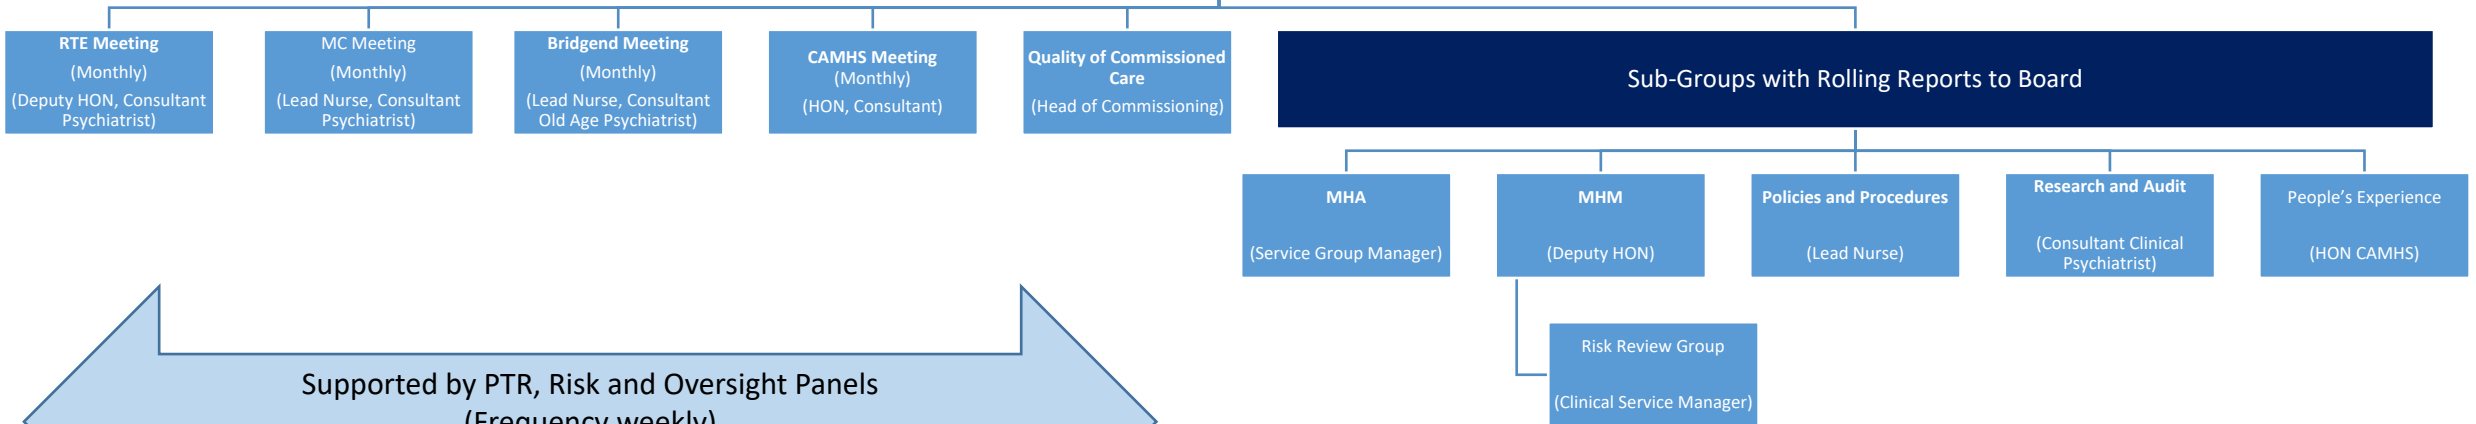 RTE Meeting
(Monthly)
(Deputy HON, Consultant
Psychiatrist)
MC Meeting
(Monthly)
(Lead Nurse, Consultant
Psychiatrist)
Bridgend Meeting
(Monthly)
(Lead Nurse, Consultant
Old Age Psychiatrist)
CAMHS Meeting
(Monthly)
(HON, Consultant)
Quality of Commissioned
Care
(Head of Commissioning)
Sub-Groups with Rolling Reports to Board
MHA
(Service Group Manager)
MHM
(Deputy HON)
Policies and Procedures
(Lead Nurse)
Research and Audit
(Consultant Clinical
Psychiatrist)
People’s Experience
(HON CAMHS)
Risk Review Group
(Clinical Service Manager)
Supported by PTR, Risk and Oversight Panels
(Frequency weekly)